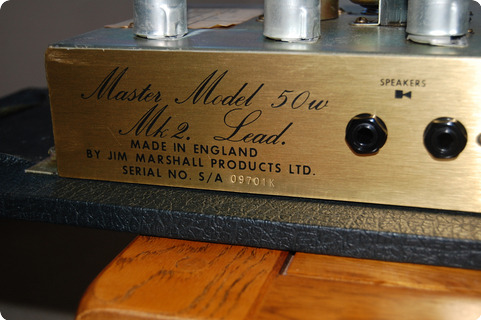 Master Model 50w
Mk2. Lead.
MADE IN ENGLAND
BY JIM MARSHALL PRODUCTS LTD.
SERIAL NO. S/A 09701K
SPEAKERS